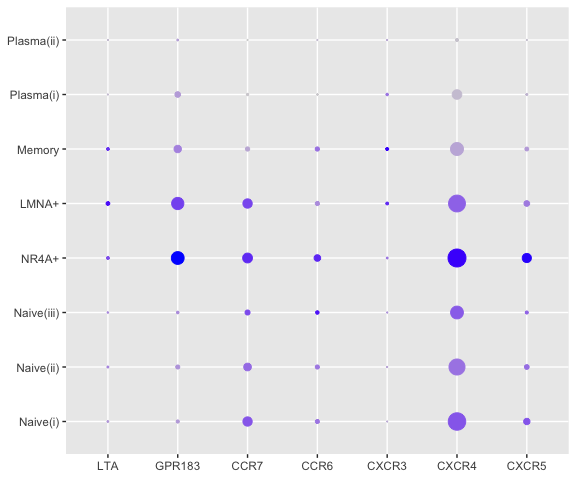 Plasma(ii)
Plasma(i)
Memory
LMNA+
NR4A+
Naive(iii)
Naive(ii)
Naive(i)
LTA GPR183 CCR7 CCR6 CXCR3 CXCR4 CXCR5